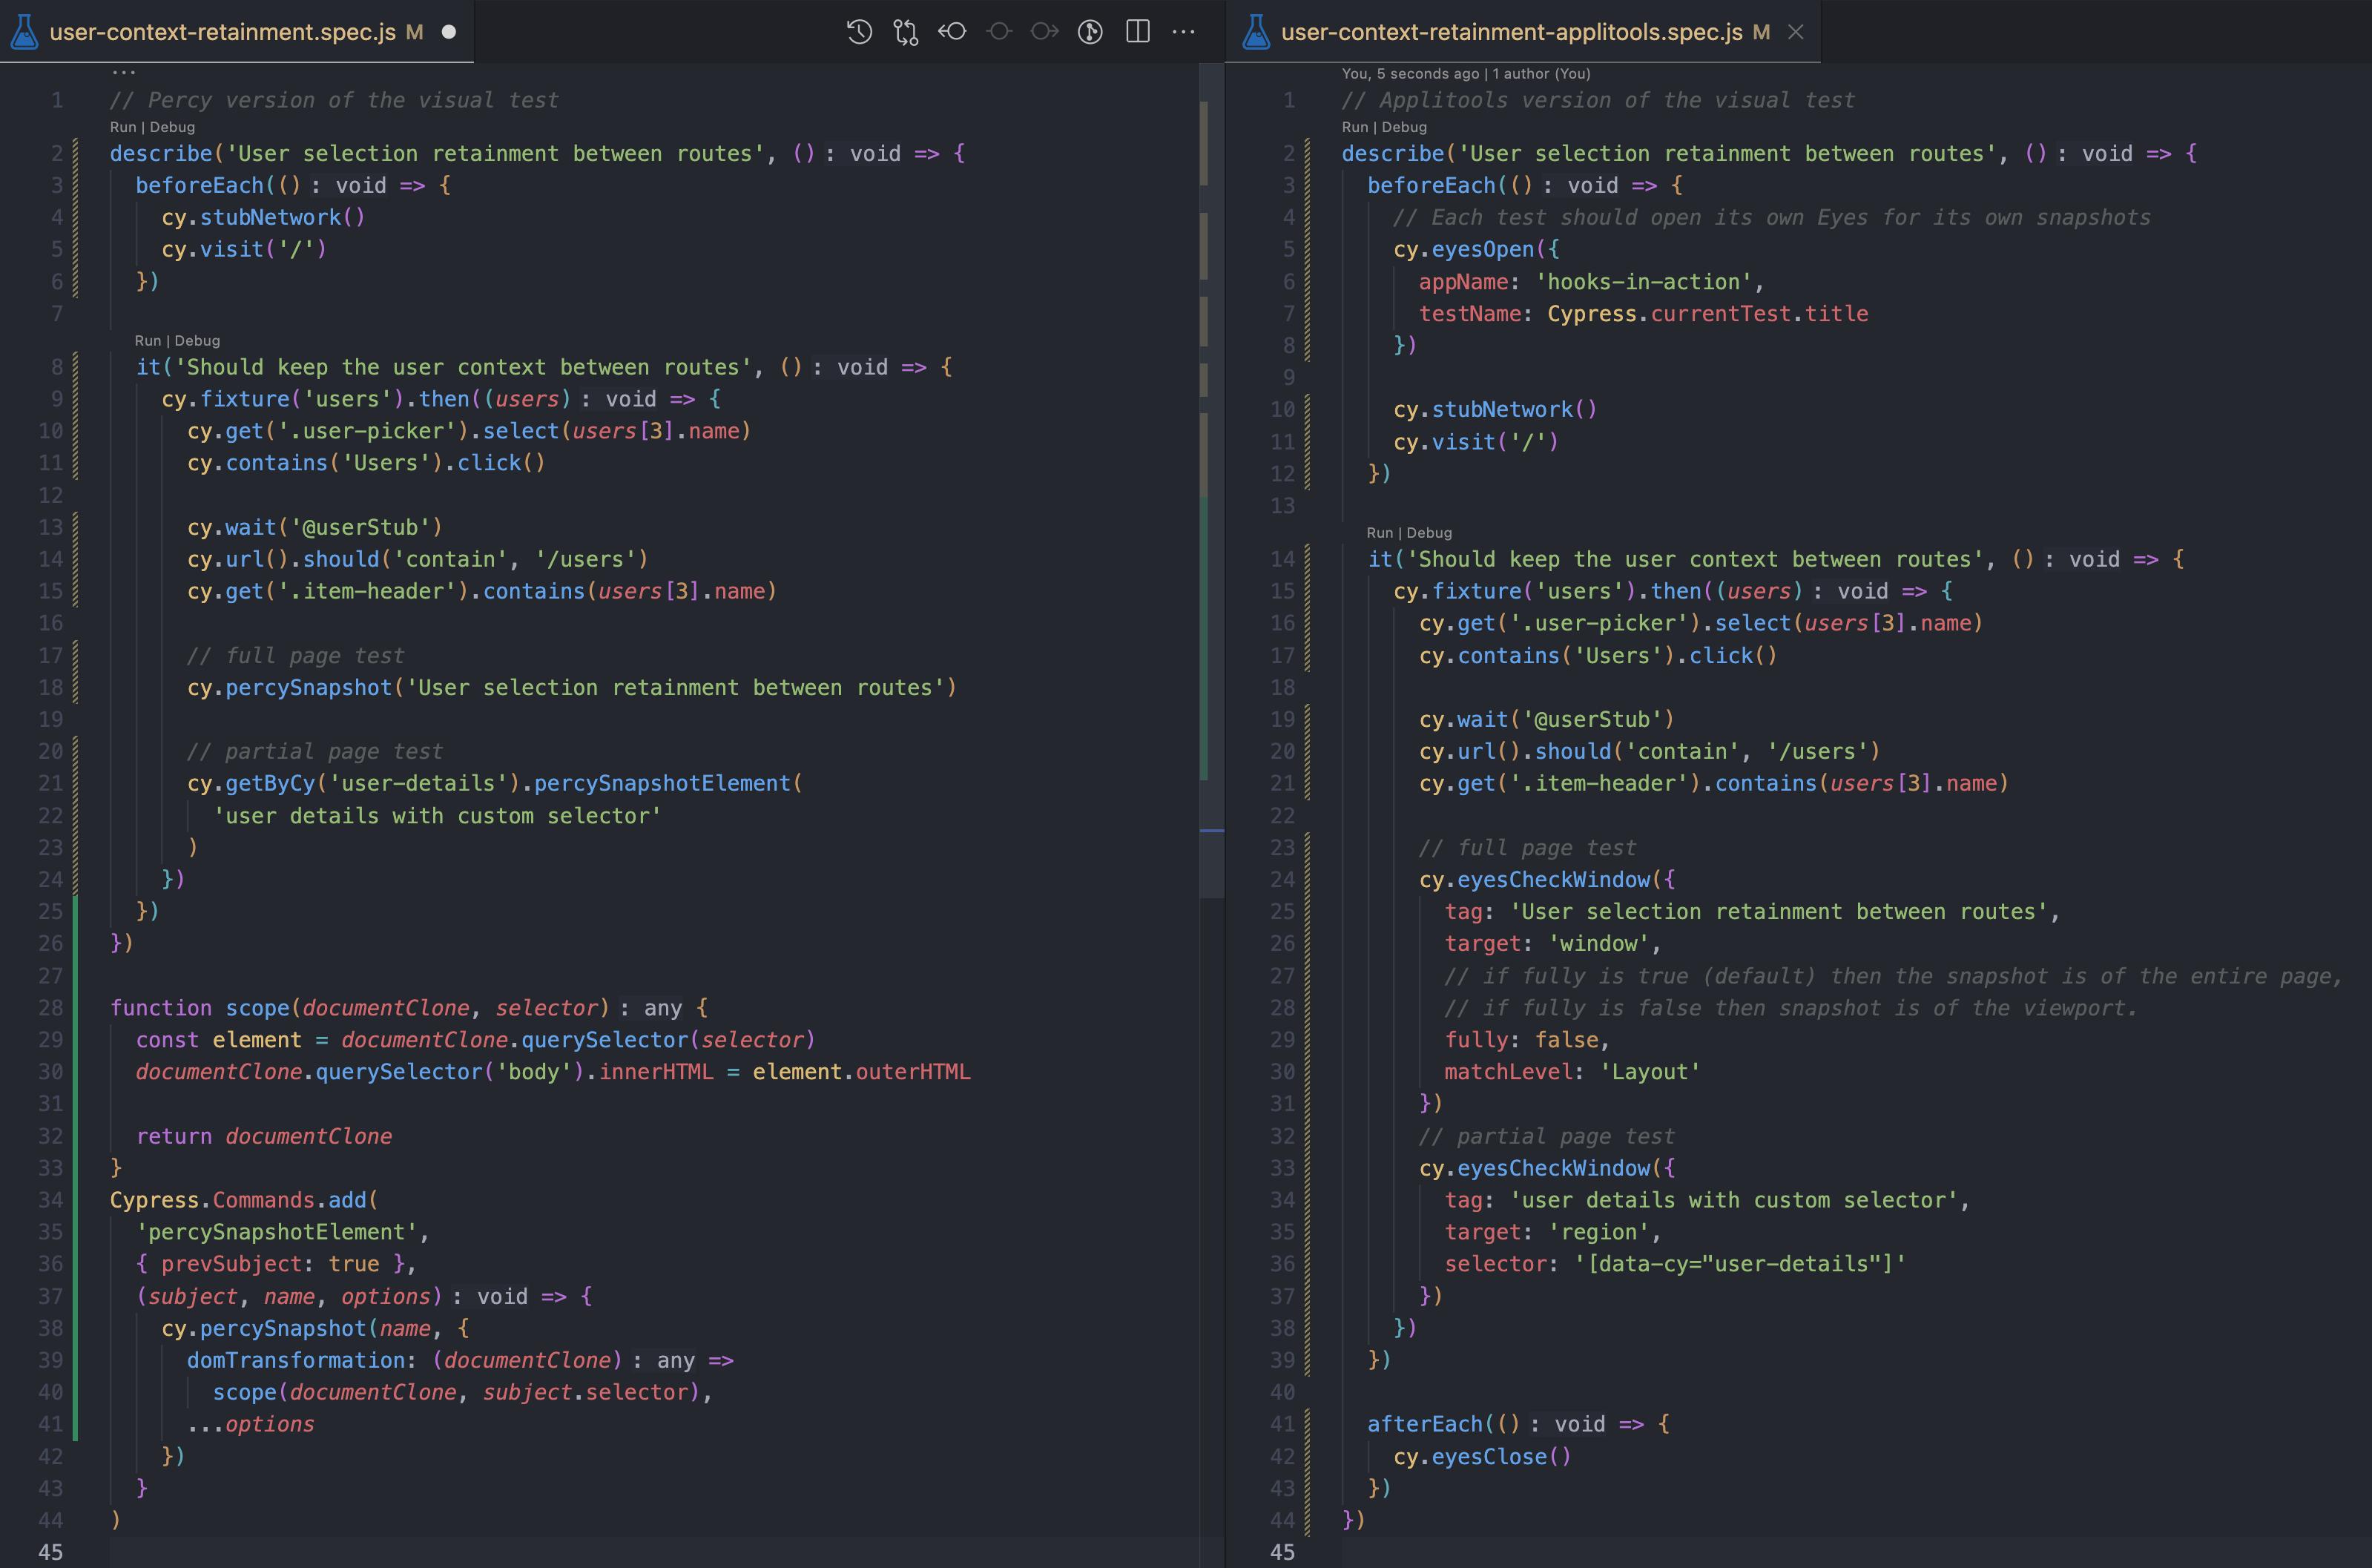 user-context-retainment.spec.js M
...
1 // Percy version of the visual test
Run | Debug
2 describe('User selection retainment between routes', (): void => {
3   beforeEach((): void => {
4     cy.stubNetwork()
5     cy.visit('/')
6   })
7
Run | Debug
8   it('Should keep the user context between routes', (): void => {
9     cy.fixture('users').then((users): void => {
10       cy.get('.user-picker').select(users[3].name)
11       cy.contains('Users').click()
12
13       cy.wait('@userStub')
14       cy.url().should('contain', '/users')
15       cy.get('.item-header').contains(users[3].name)
16
17       // full page test
18       cy.percySnapshot('User selection retainment between routes')
19
20       // partial page test
21       cy.getByCy('user-details').percySnapshotElement(
22         'user details with custom selector'
23       )
24     })
25   })
26 })
27
28 function scope(documentClone, selector): any {
29   const element = documentClone.querySelector(selector)
30   documentClone.querySelector('body').innerHTML = element.outerHTML
31
32   return documentClone
33 }
34 Cypress.Commands.add(
35   'percySnapshotElement',
36   { prevSubject: true },
37   (subject, name, options): void => {
38     cy.percySnapshot(name, {
39       domTransformation: (documentClone): any =>
40         scope(documentClone, subject.selector),
41       ...options
42     })
43   }
44 )
45
user-context-retainment-applitools.spec.js M
You, 5 seconds ago | 1 author (You)
1 // Applitools version of the visual test
Run | Debug
2 describe('User selection retainment between routes', (): void => {
3   beforeEach((): void => {
4     // Each test should open its own Eyes for its own snapshots
5     cy.eyesOpen({
6       appName: 'hooks-in-action',
7       testName: Cypress.currentTest.title
8     })
9
10     cy.stubNetwork()
11     cy.visit('/')
12   })
13
Run | Debug
14   it('Should keep the user context between routes', (): void => {
15     cy.fixture('users').then((users): void => {
16       cy.get('.user-picker').select(users[3].name)
17       cy.contains('Users').click()
18
19       cy.wait('@userStub')
20       cy.url().should('contain', '/users')
21       cy.get('.item-header').contains(users[3].name)
22
23       // full page test
24       cy.eyesCheckWindow({
25         tag: 'User selection retainment between routes',
26         target: 'window',
27         // if fully is true (default) then the snapshot is of the entire page,
28         // if fully is false then snapshot is of the viewport.
29         fully: false,
30         matchLevel: 'Layout'
31       })
32       // partial page test
33       cy.eyesCheckWindow({
34         tag: 'user details with custom selector',
35         target: 'region',
36         selector: '[data-cy="user-details"]'
37       })
38     })
39   })
40
41   afterEach((): void => {
42     cy.eyesClose()
43   })
44 })
45